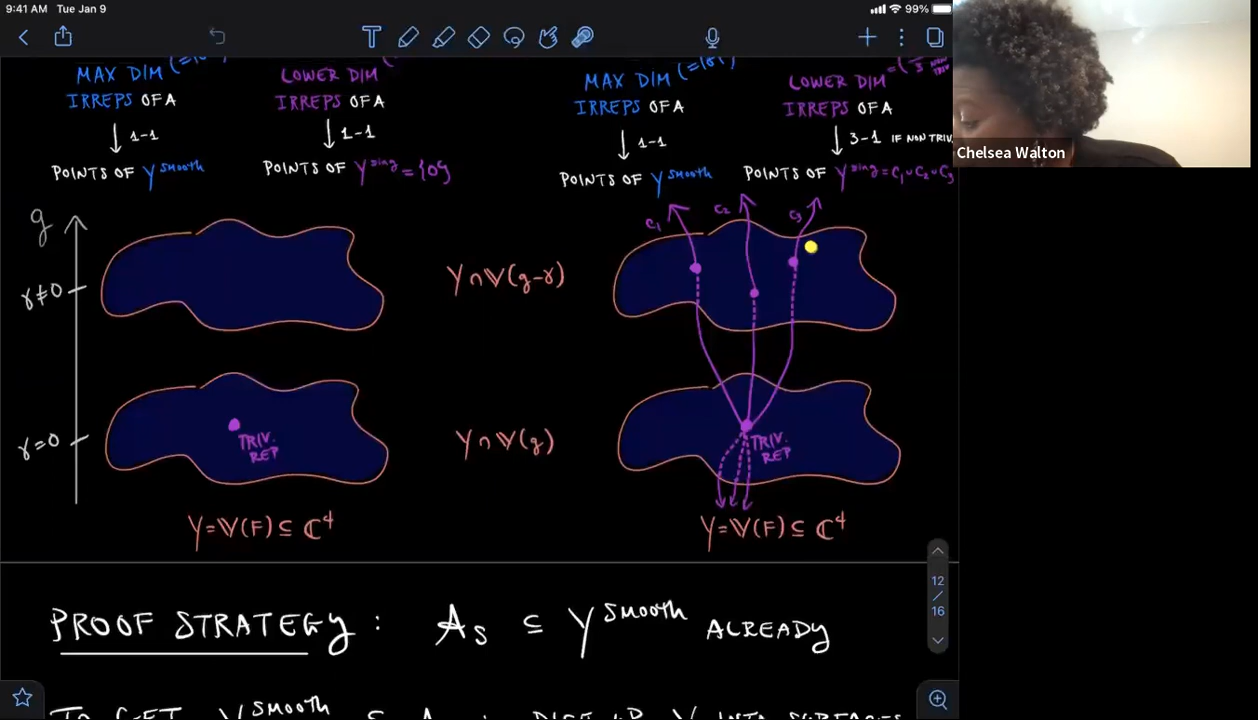 9:41 AM Tue Jan 9
99%
MAX DIM
IRREPS OF A
↓ 1-1
POINTS OF Y^smooth
LOWER DIM
IRREPS OF A
↓ 1-1
POINTS OF Y^sing = {0}
MAX DIM
IRREPS OF A
↓ 1-1
POINTS OF Y^smooth
LOWER DIM
IRREPS OF A
↓ 3-1 IF NON TRIV
POINTS OF Y^sing = C1 ∪ C2 ∪ C3
Chelsea Walton
g
γ≠0
γ=0
TRIV.
REP
Y = 𝕍(F) ⊆ ℂ^4
Y ∩ 𝕍(g-γ)
Y ∩ 𝕍(g)
C1
C2
C3
TRIV.
REP
Y = 𝕍(F) ⊆ ℂ^4
12
/
16
PROOF STRATEGY : A_S ⊆ Y^smooth ALREADY